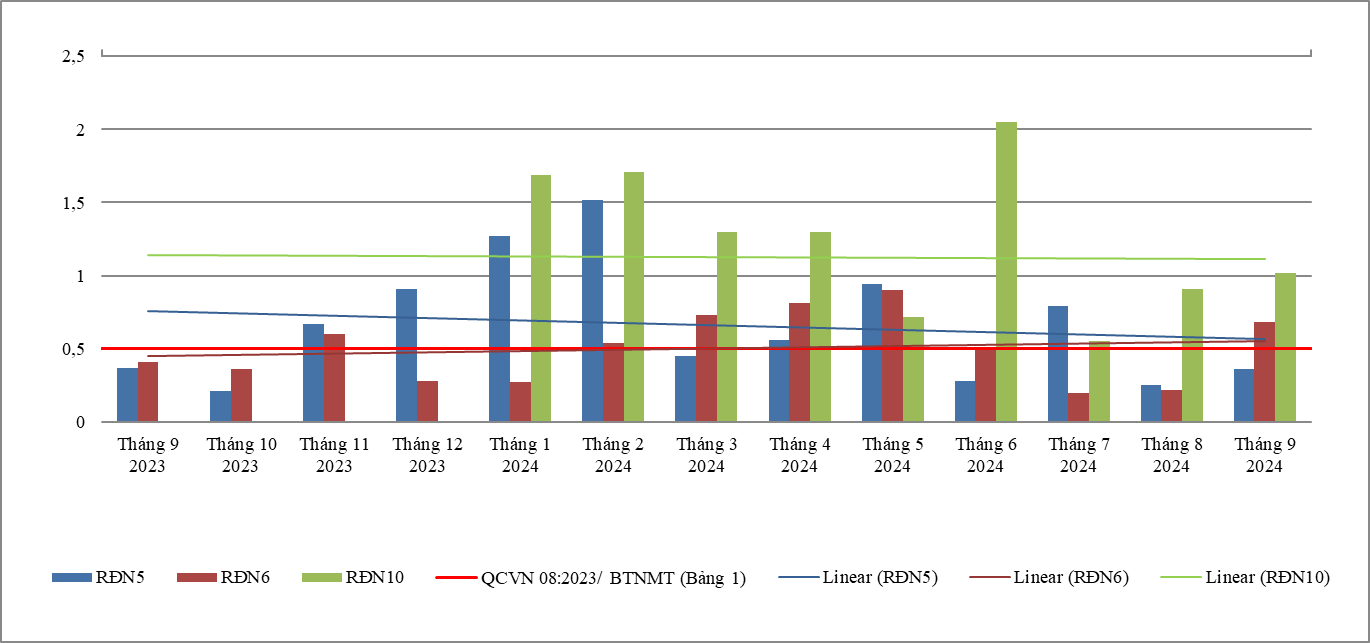 2,5
2
1,5
1
0,5
0
Tháng 9
2023
Tháng 10
2023
Tháng 11
2023
Tháng 12
2023
Tháng 1
2024
Tháng 2
2024
Tháng 3
2024
Tháng 4
2024
Tháng 5
2024
Tháng 6
2024
Tháng 7
2024
Tháng 8
2024
Tháng 9
2024
RĐN5
RĐN6
RĐN10
QCVN 08:2023/ BTNMT (Bảng 1)
Linear (RĐN5)
Linear (RĐN6)
Linear (RĐN10)